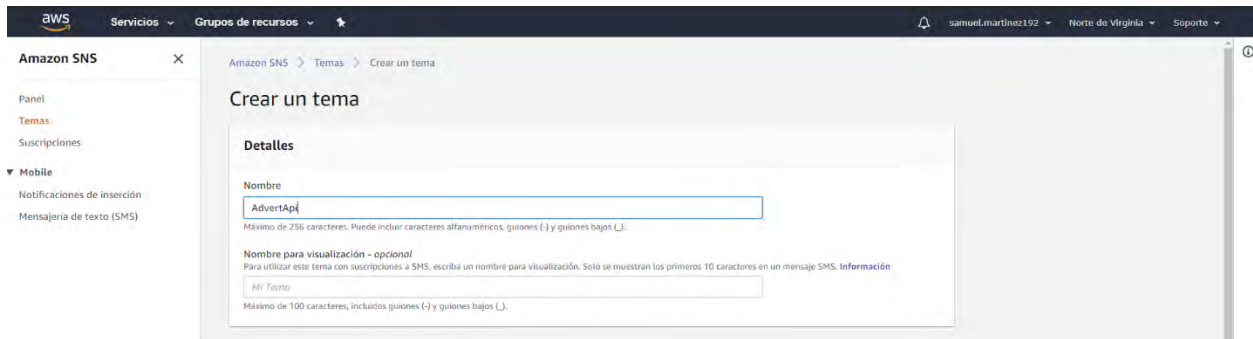 aws Servicios Grupos de recursos samuel.martinez192 Norte de Virginia Soporte
Amazon SNS
Panel
Temas
Suscripciones
Mobile
Notificaciones de inserción
Mensajería de texto (SMS)
Amazon SNS > Temas > Crear un tema
Crear un tema
Detalles
Nombre
AdvertApi
Máximo de 256 caracteres. Puede incluir caracteres alfanuméricos, guiones (-) y guiones bajos (_).
Nombre para visualización - opcional
Para utilizar este tema con suscripciones a SMS, escriba un nombre para visualización. Solo se muestran los primeros 10 caracteres en un mensaje SMS. Información
Mi Tema
Máximo de 100 caracteres, incluidos guiones (-) y guiones bajos (_).